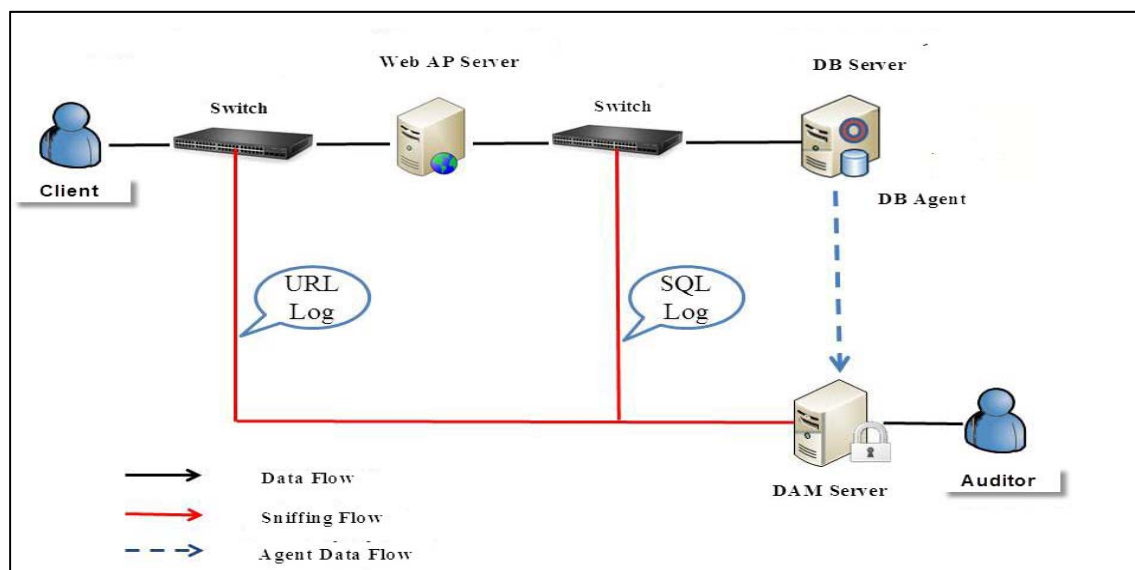 Web AP Server
DB Server
Switch
Switch
Client
DB Agent
URL
Log
SQL
Log
DAM Server
Auditor
Data Flow
Sniffing Flow
Agent Data Flow